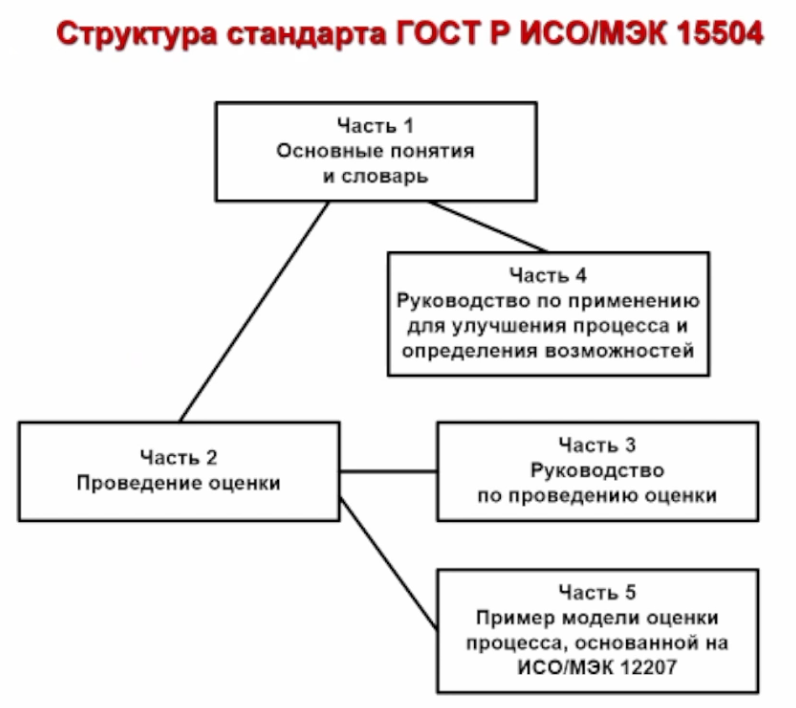 Структура стандарта ГОСТ Р ИСО/МЭК 15504
Часть 1
Основные понятия
и словарь
Часть 4
Руководство по применению
для улучшения процесса и
определения возможностей
Часть 2
Проведение оценки
Часть 3
Руководство
по проведению оценки
Часть 5
Пример модели оценки
процесса, основанной на
ИСО/МЭК 12207